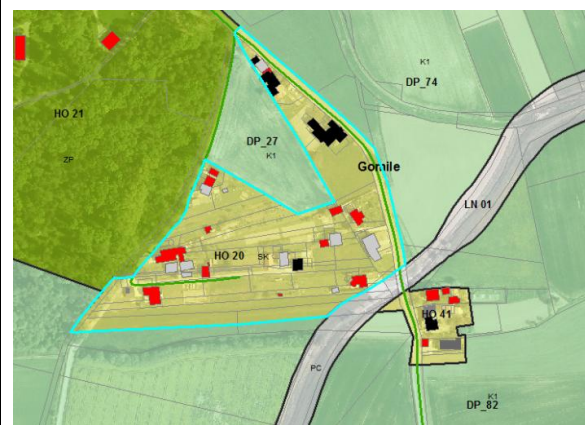 K1
DP_74
HO 21
DP_27
K1
ZP
Gomile
LN 01
HO 20
SK
HO 41
PC
K1
DP_82